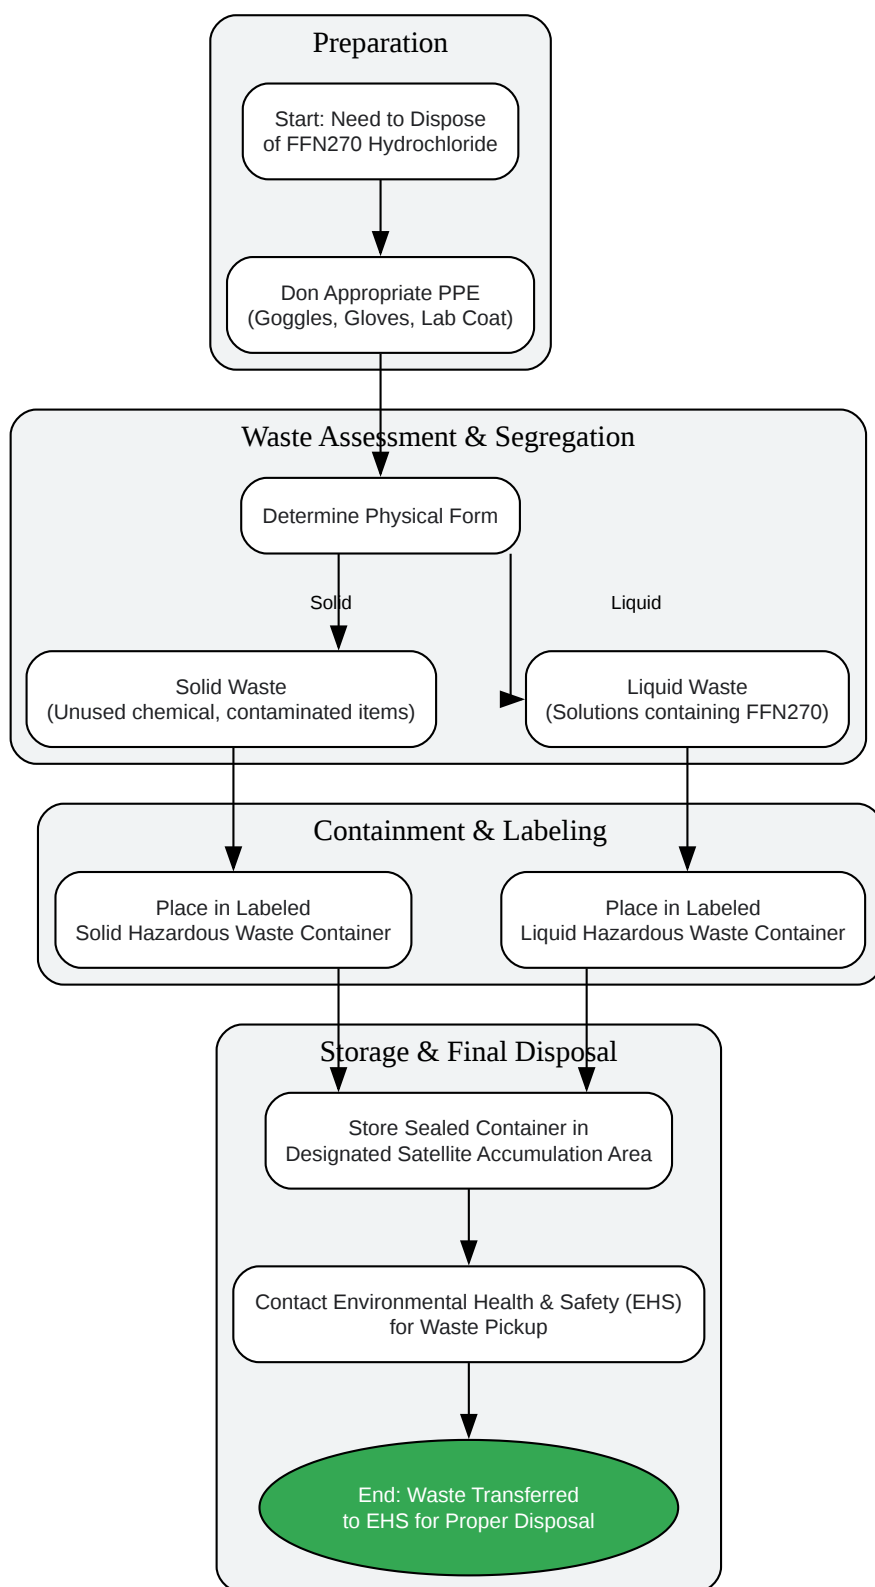 Preparation
Start: Need to Dispose
of FFN270 Hydrochloride
Don Appropriate PPE
(Goggles, Gloves, Lab Coat)
Waste Assessment & Segregation
Determine Physical Form
Solid
Liquid
Solid Waste
(Unused chemical, contaminated items)
Liquid Waste
(Solutions containing FFN270)
Containment & Labeling
Place in Labeled
Solid Hazardous Waste Container
Place in Labeled
Liquid Hazardous Waste Container
Storage & Final Disposal
Store Sealed Container in
Designated Satellite Accumulation Area
Contact Environmental Health & Safety (EHS)
for Waste Pickup
End: Waste Transferred
to EHS for Proper Disposal